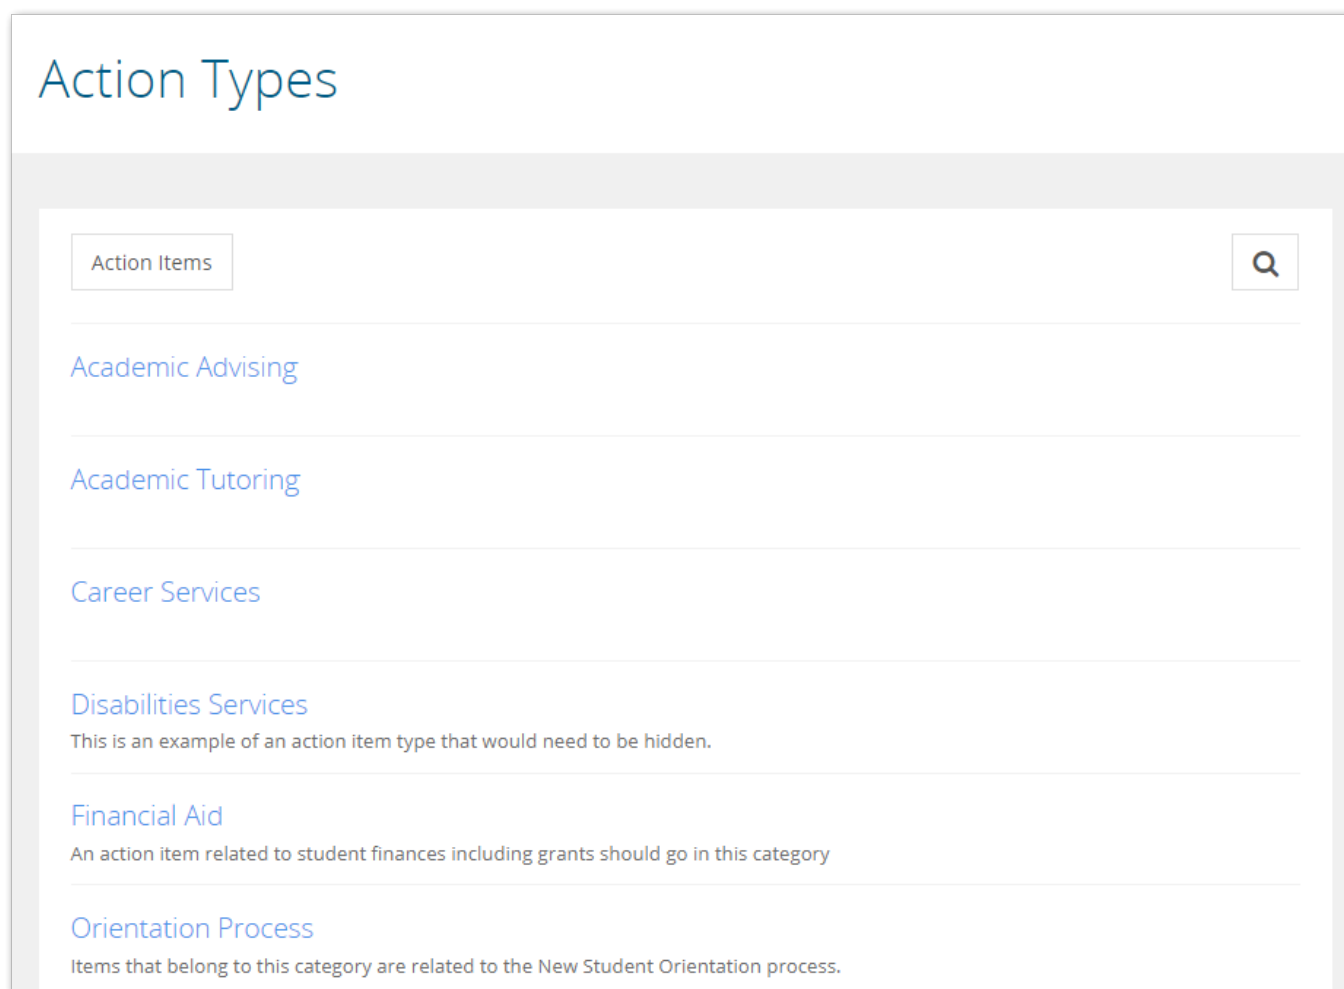 Action Types
Action Items
Academic Advising
Academic Tutoring
Career Services
Disabilities Services
This is an example of an action item type that would need to be hidden.
Financial Aid
An action item related to student finances including grants should go in this category
Orientation Process
Items that belong to this category are related to the New Student Orientation process.